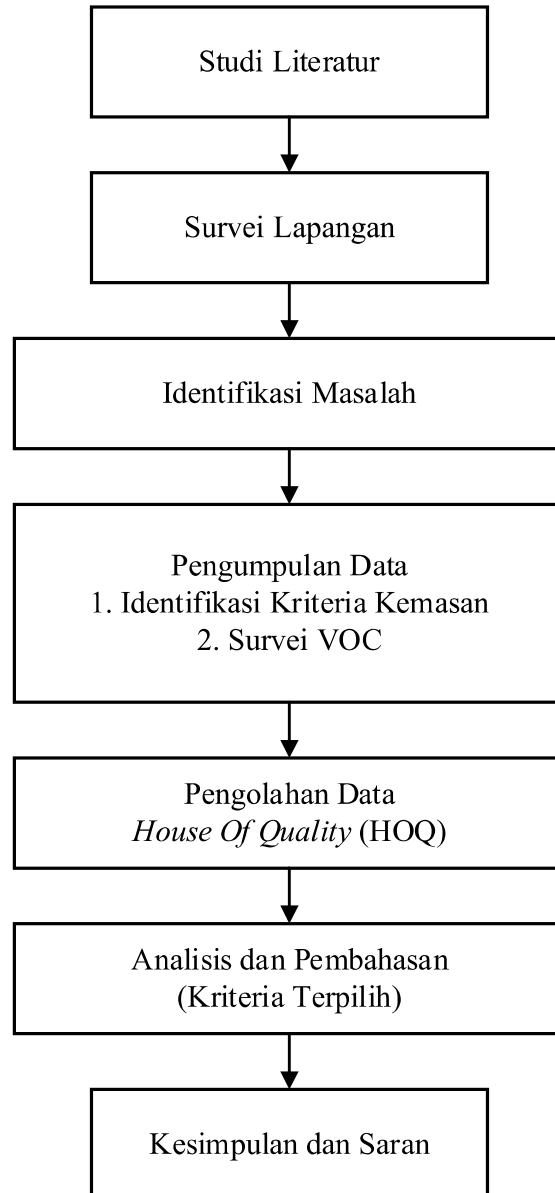 Studi Literatur
Survei Lapangan
Identifikasi Masalah
Pengumpulan Data
1. Identifikasi Kriteria Kemasan
2. Survei VOC
Pengolahan Data
House Of Quality (HOQ)
Analisis dan Pembahasan
(Kriteria Terpilih)
Kesimpulan dan Saran